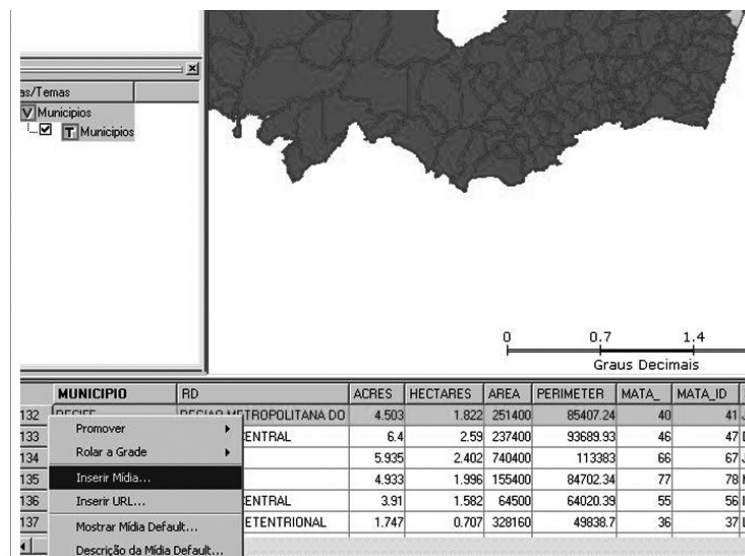 as/Temas
V Municipios
T Municipios
0 0.7 1.4
Graus Decimais
MUNICIPIO RD ACRES HECTARES AREA PERIMETER MATA_ MATA_ID
132 RECIFE REGIAO METROPOLITANA DO 4.503 1.822 251400 85407.24 40 41
133 ENTRAL 6.4 2.59 237400 93689.93 46 47
134 5.935 2.402 740400 113383 66 67
135 4.933 1.996 155400 84702.34 77 78
136 ENTRAL 3.91 1.582 64500 64020.39 55 56
137 ETENTRIONAL 1.747 0.707 328160 49838.7 36 37
Promover
Rolar a Grade
Inserir Mídia...
Inserir URL...
Mostrar Mídia Default...
Descrição da Mídia Default...